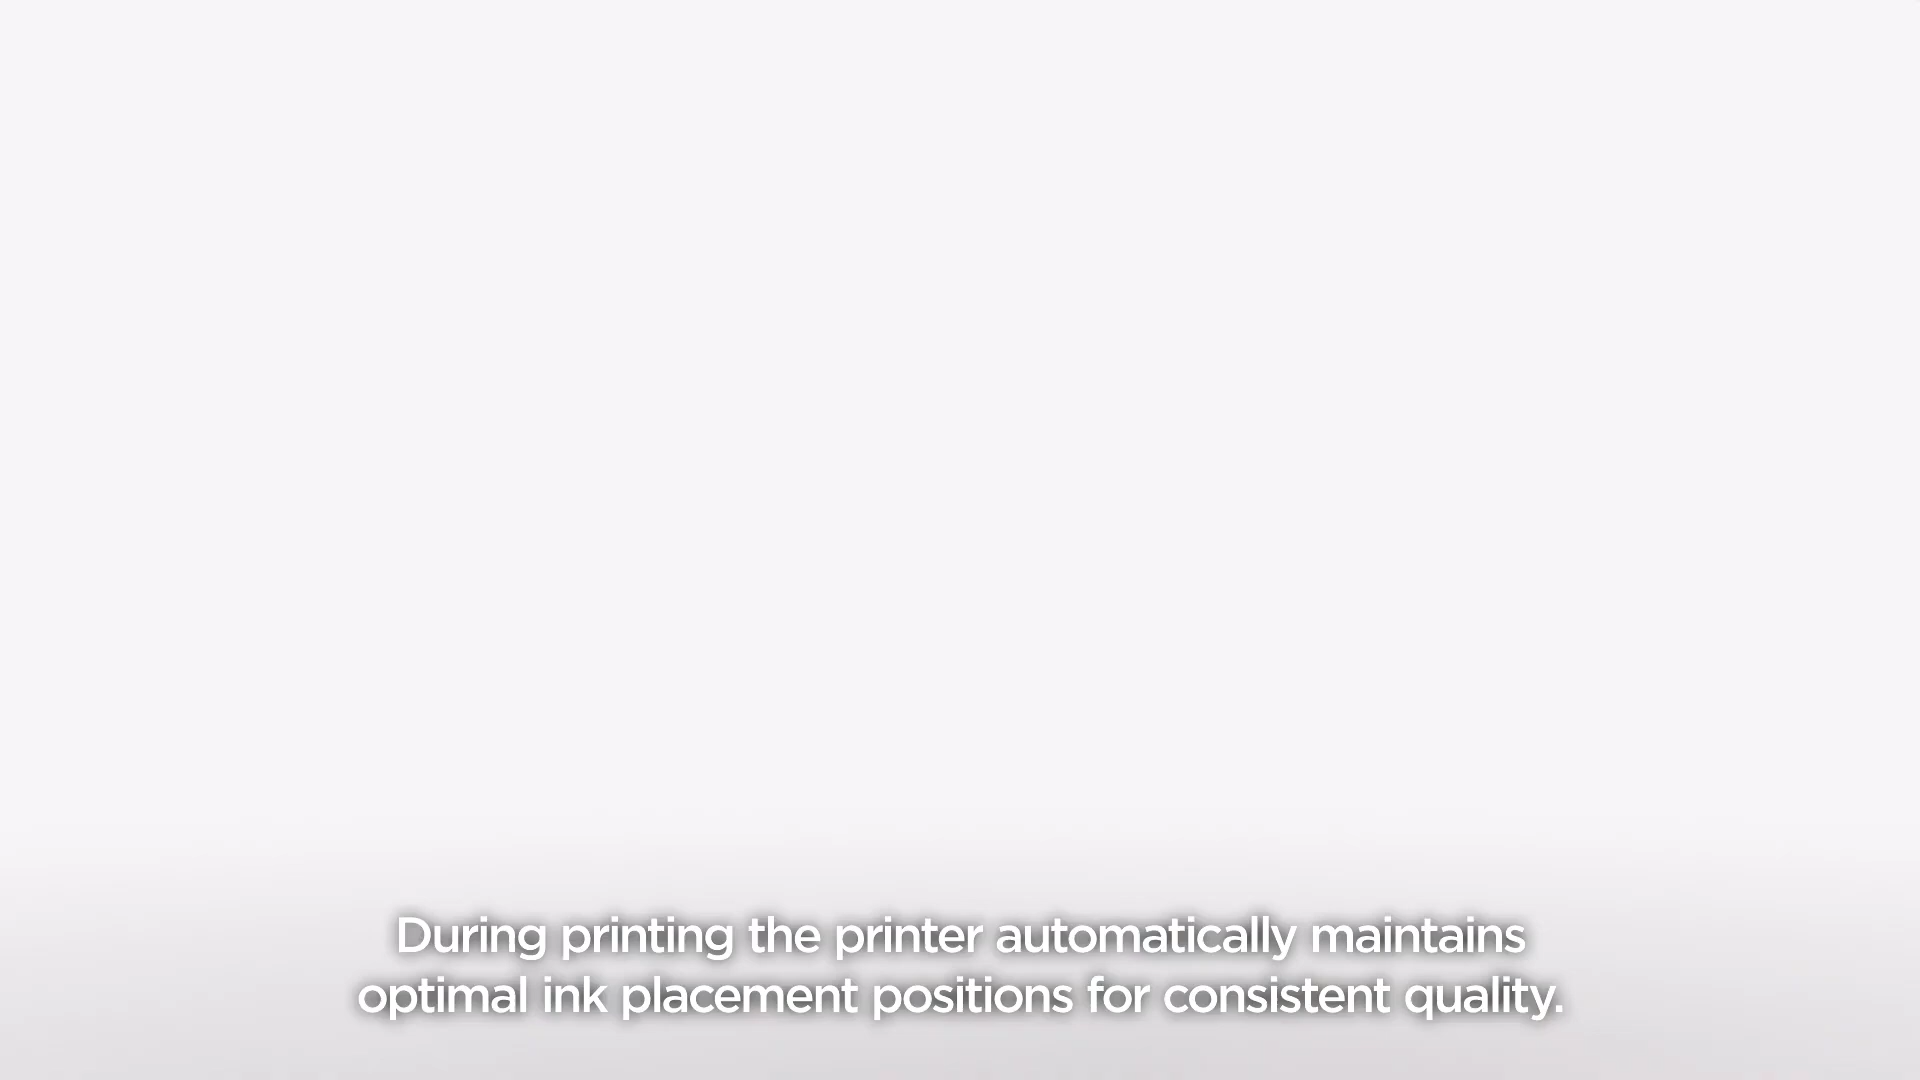 During printing the printer automatically maintains
optimal ink placement positions for consistent quality.